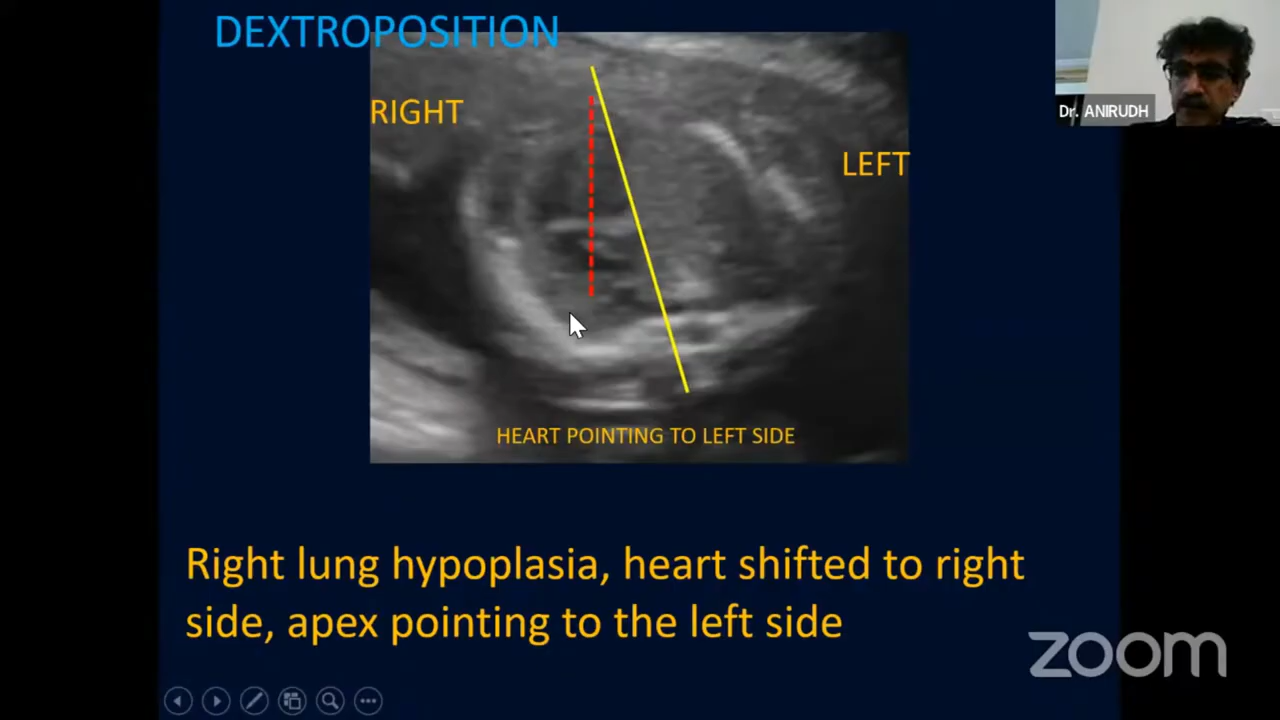 DEXTROPOSITION
RIGHT
LEFT
Dr. ANIRUDH
HEART POINTING TO LEFT SIDE
Right lung hypoplasia, heart shifted to right
side, apex pointing to the left side
zoom